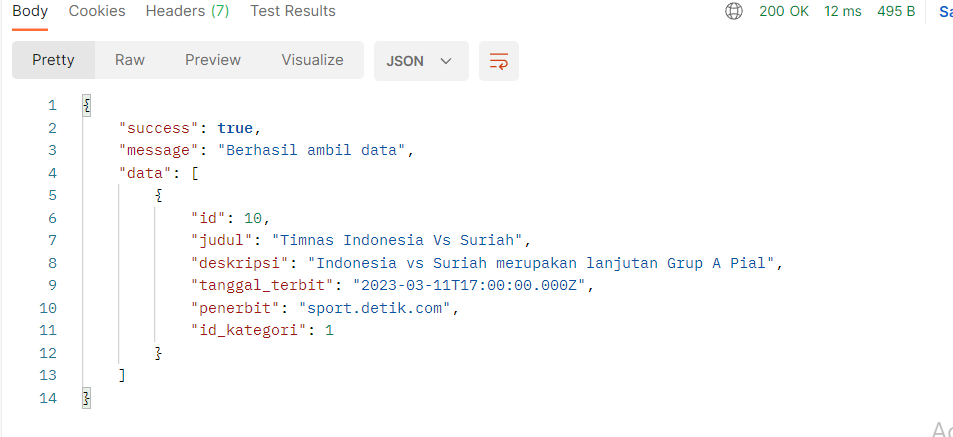 Body Cookies Headers (7) Test Results 200 OK 12 ms 495 B
Pretty Raw Preview Visualize JSON
1 {
2 "success": true,
3 "message": "Berhasil ambil data",
4 "data": [
5 {
6 "id": 10,
7 "judul": "Timnas Indonesia Vs Suriah",
8 "deskripsi": "Indonesia vs Suriah merupakan lanjutan Grup A Pial",
9 "tanggal_terbit": "2023-03-11T17:00:00.000Z",
10 "penerbit": "sport.detik.com",
11 "id_kategori": 1
12 }
13 ]
14 }